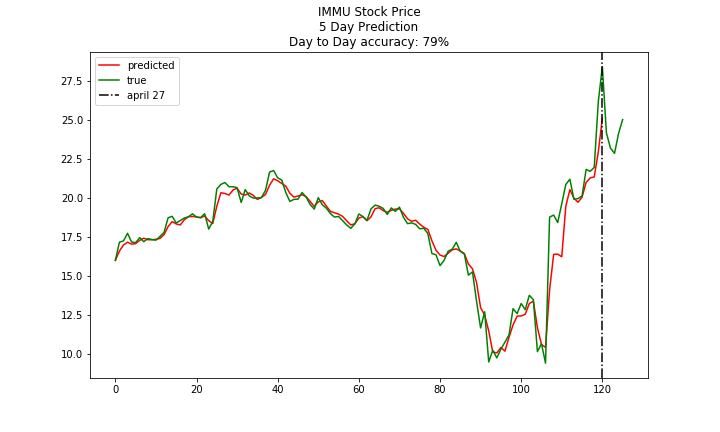 IMMU Stock Price
5 Day Prediction
Day to Day accuracy: 79%
predicted
true
april 27
27.5
25.0
22.5
20.0
17.5
15.0
12.5
10.0
0 20 40 60 80 100 120